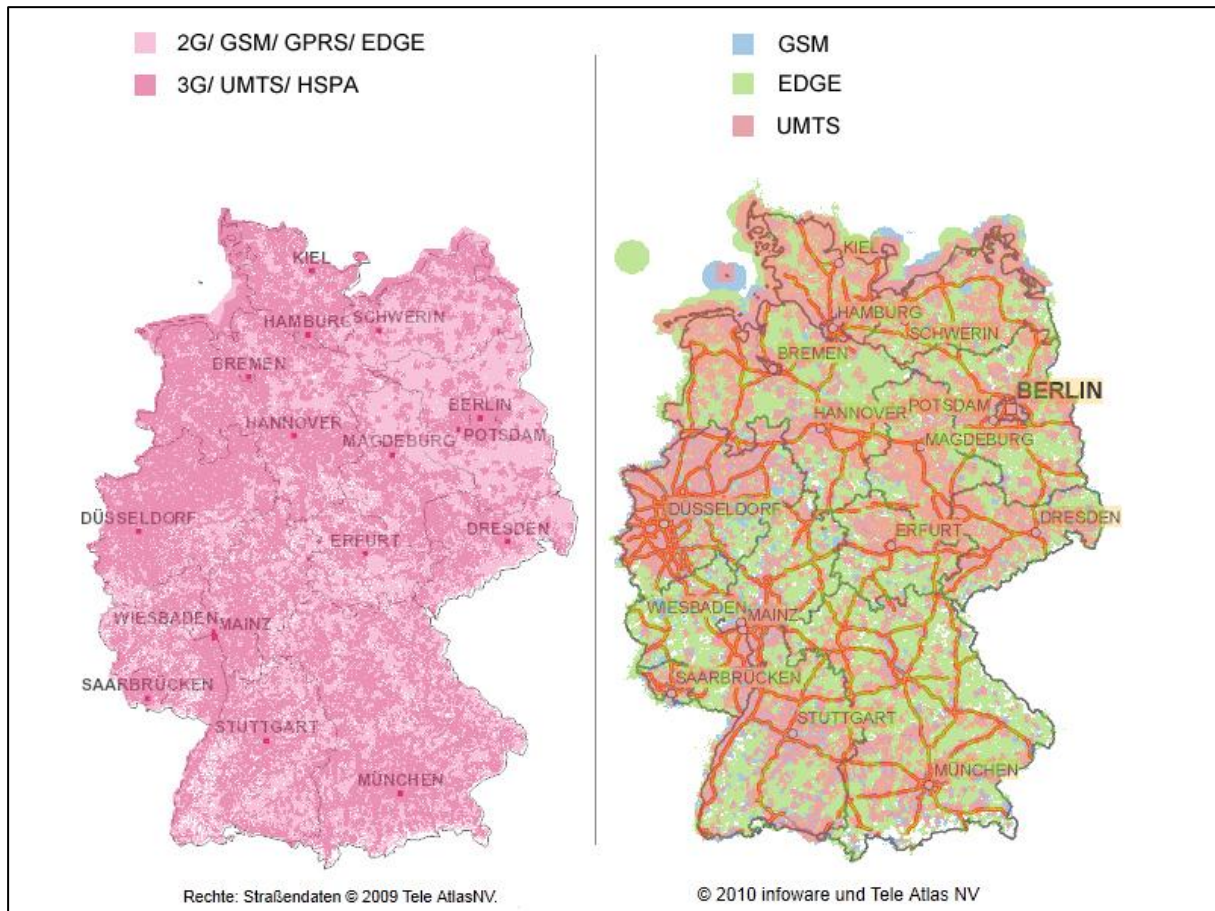 2G/ GSM/ GPRS/ EDGE
3G/ UMTS/ HSPA
KIEL
HAMBURG
SCHWERIN
BREMEN
BERLIN
HANNOVER
POTSDAM
MAGDEBURG
DÜSSELDORF
DRESDEN
ERFURT
WIESBADEN
MAINZ
SAARBRÜCKEN
STUTTGART
MÜNCHEN
Rechte: Straßendaten © 2009 Tele AtlasNV.
GSM
EDGE
UMTS
KIEL
HAMBURG
SCHWERIN
BREMEN
BERLIN
POTSDAM
HANNOVER
MAGDEBURG
DÜSSELDORF
DRESDEN
ERFURT
WIESBADEN
MAINZ
SAARBRÜCKEN
STUTTGART
MÜNCHEN
© 2010 infoware und Tele Atlas NV